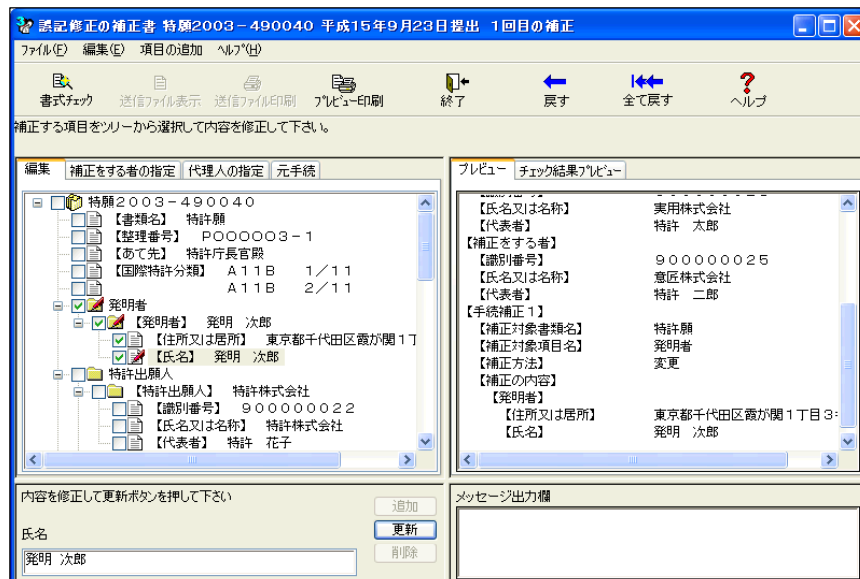 誤記修正の補正書 特願2003-490040 平成15年9月23日提出 1回目の補正
ファイル(F) 編集(E) 項目の追加 ヘルプ(H)
書式チェック 送信ファイル表示 送信ファイル印刷 プレビュー印刷 終了 戻す 全て戻す ヘルプ
補正する項目をツリーから選択して内容を修正して下さい。
編集 補正をする者の指定 代理人の指定 元手続
特願2003-490040
【書類名】 特許願
【整理番号】 PO00003-1
【あて先】 特許庁長官殿
【国際特許分類】 A11B 1/11
A11B 2/11
発明者
【発明者】 発明 次郎
【住所又は居所】 東京都千代田区霞が関1丁
【氏名】 発明 次郎
特許出願人
【特許出願人】 特許株式会社
【識別番号】 900000022
【氏名又は名称】 特許株式会社
【代表者】 特許 花子
プレビュー チェック結果プレビュー
【氏名又は名称】 実用株式会社
【代表者】 特許 太郎
【補正をする者】
【識別番号】 900000025
【氏名又は名称】 意匠株式会社
【代表者】 特許 二郎
【手続補正1】
【補正対象書類名】 特許願
【補正対象項目名】 発明者
【補正方法】 変更
【補正の内容】
【発明者】
【住所又は居所】 東京都千代田区霞が関1丁目3
【氏名】 発明 次郎
内容を修正して更新ボタンを押して下さい
追加
更新
削除
氏名
発明 次郎
メッセージ出力欄